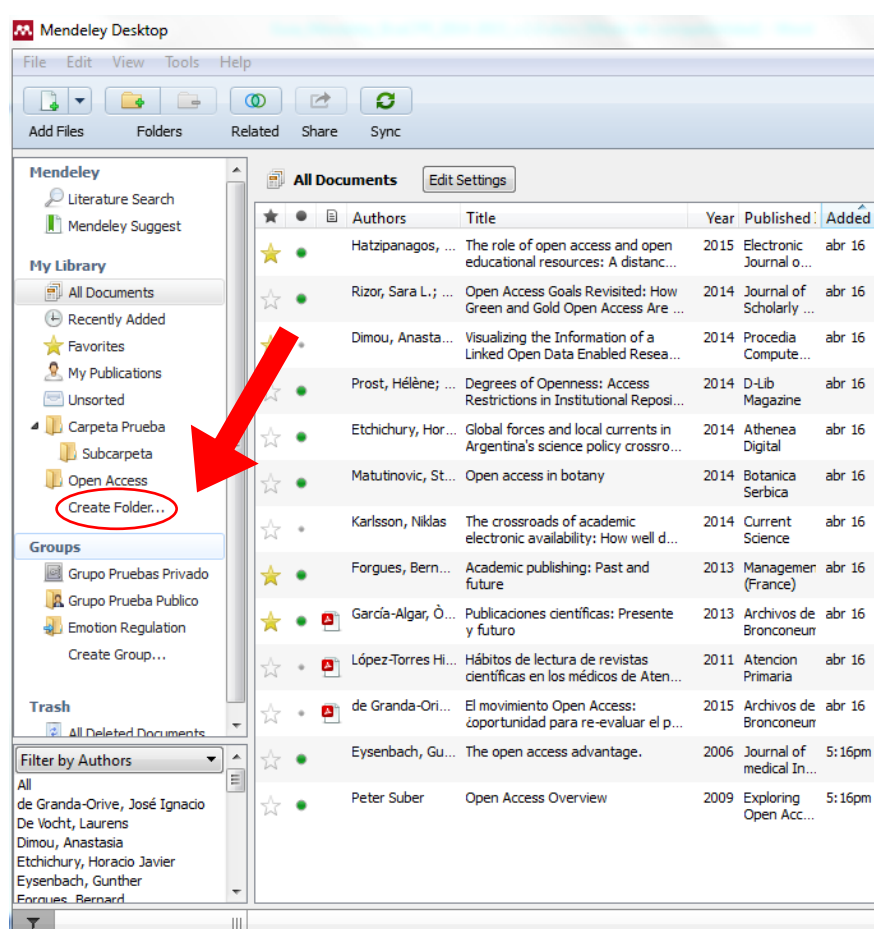 Mendeley Desktop
File Edit View Tools Help
Add Files Folders Related Share Sync
Mendeley
Literature Search
Mendeley Suggest
My Library
All Documents
Recently Added
Favorites
My Publications
Unsorted
Carpeta Prueba
Subcarpeta
Open Access
Create Folder...
Groups
Grupo Pruebas Privado
Grupo Prueba Publico
Emotion Regulation
Create Group...
Trash
All Deleted Documents
Filter by Authors
All
de Granda-Orive, José Ignacio
De Vocht, Laurens
Dimou, Anastasia
Etchichury, Horacio Javier
Eysenbach, Gunther
Forgues, Bernard
All Documents Edit Settings
Authors Title Year Published Added
Hatzipanagos, ... The role of open access and open 2015 Electronic abr 16
educational resources: A distanc... Journal o...
Rizor, Sara L.; ... Open Access Goals Revisited: How 2014 Journal of abr 16
Green and Gold Open Access Are ... Scholarly ...
Dimou, Anasta... Visualizing the Information of a 2014 Procedia abr 16
Linked Open Data Enabled Resea... Compute...
Prost, Hélène; ... Degrees of Openness: Access 2014 D-Lib abr 16
Restrictions in Institutional Reposi... Magazine
Etchichury, Hor... Global forces and local currents in 2014 Athenea abr 16
Argentina's science policy crossro... Digital
Matutinovic, St... Open access in botany 2014 Botanica abr 16
Serbica
Karlsson, Niklas The crossroads of academic 2014 Current abr 16
electronic availability: How well d... Science
Forgues, Bern... Academic publishing: Past and 2013 Managemen abr 16
future (France)
García-Algar, Ò... Publicaciones científicas: Presente 2013 Archivos de abr 16
y futuro Bronconeum
López-Torres Hi... Hábitos de lectura de revistas 2011 Atencion abr 16
científicas en los médicos de Aten... Primaria
de Granda-Ori... El movimiento Open Access: 2015 Archivos de abr 16
¿oportunidad para re-evaluar el p... Bronconeum
Eysenbach, Gu... The open access advantage. 2006 Journal of 5:16pm
medical In...
Peter Suber Open Access Overview 2009 Exploring 5:16pm
Open Acc...